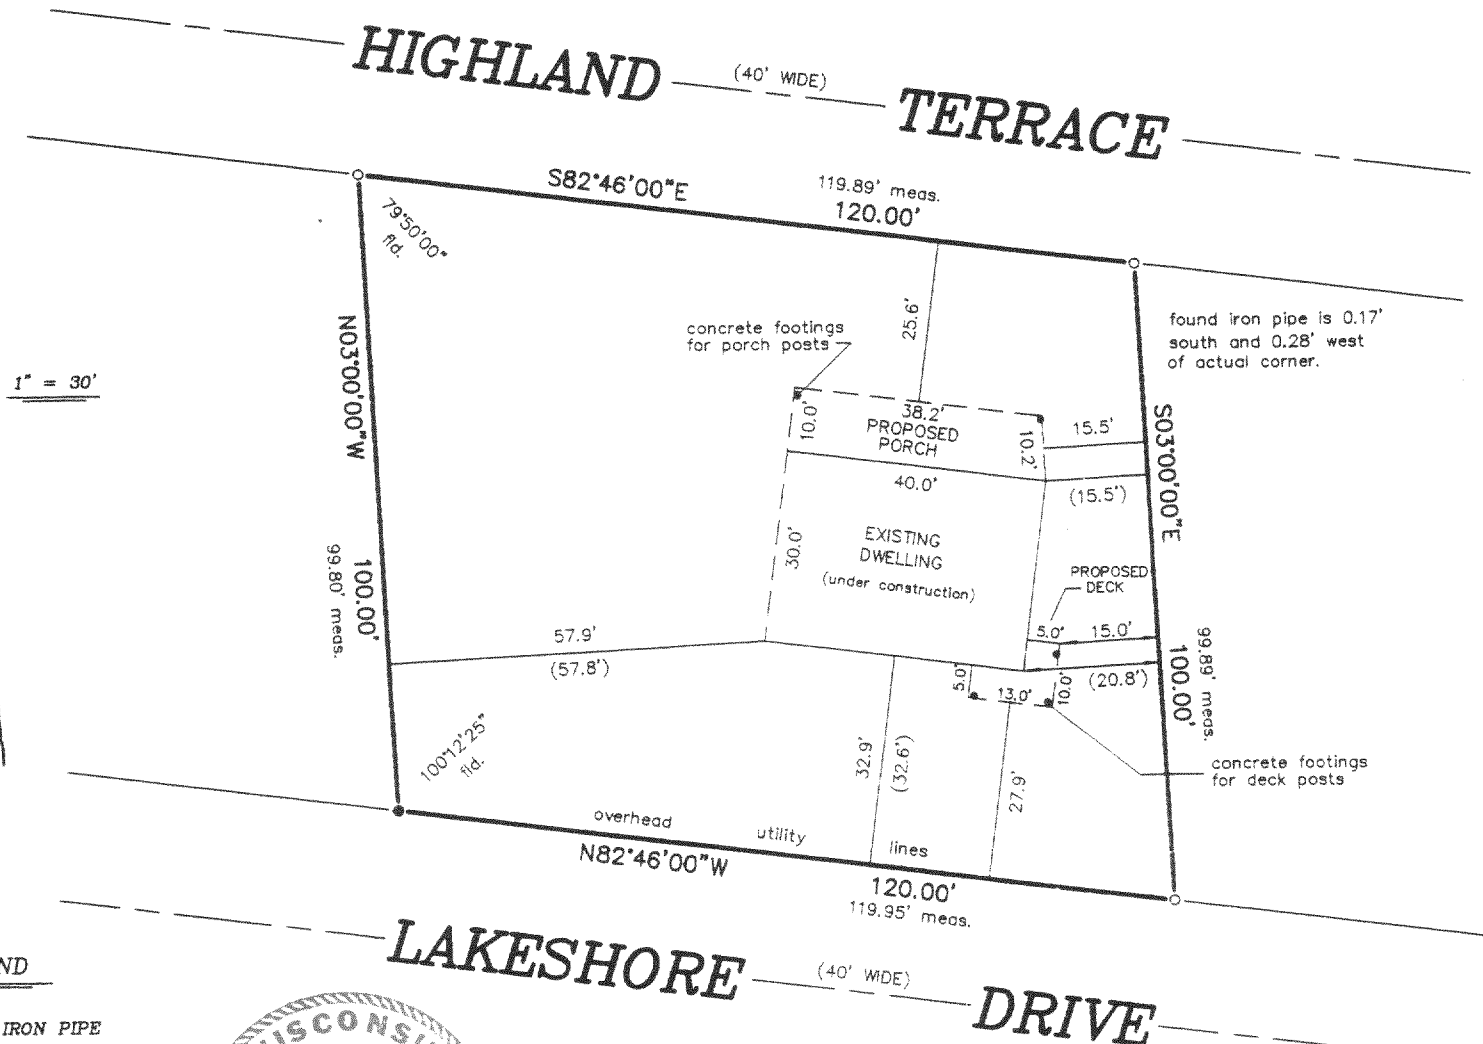 HIGHLAND (40' WIDE) TERRACE
S82°46'00"E
119.89' meas.
120.00'
79°50'00"
fld.
25.6'
concrete footings
for porch posts
found iron pipe is 0.17'
south and 0.28' west
of actual corner.
1" = 30'
N03°00'00"W
100.00'
99.80' meas.
10.0'
38.2'
PROPOSED
PORCH
10.2'
15.5'
(15.5')
S03°00'00"E
40.0'
30.0'
EXISTING
DWELLING
(under construction)
PROPOSED
DECK
5.0'
15.0'
57.9'
(57.8')
5.0'
13.0'
10.0'
(20.8')
100.00'
99.89' meas.
100°12'25"
fld.
32.9'
(32.6')
27.9'
concrete footings
for deck posts
overhead utility lines
N82°46'00"W
120.00'
119.95' meas.
LAKESHORE (40' WIDE) DRIVE
ND
IRON PIPE
ISCONSI